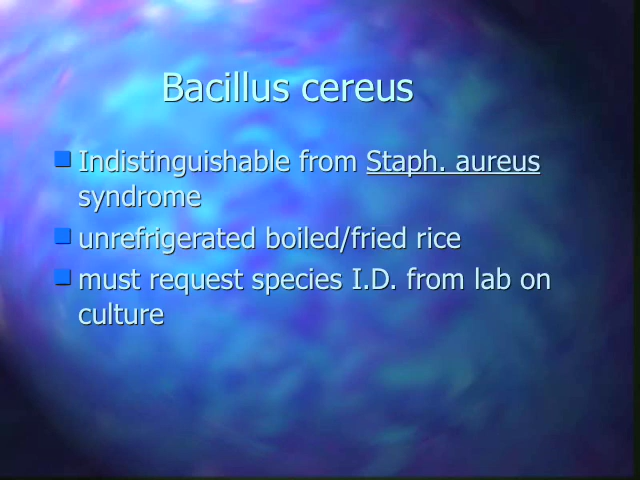 Bacillus cereus
Indistinguishable from Staph. aureus
syndrome
unrefrigerated boiled/fried rice
must request species I.D. from lab on
culture